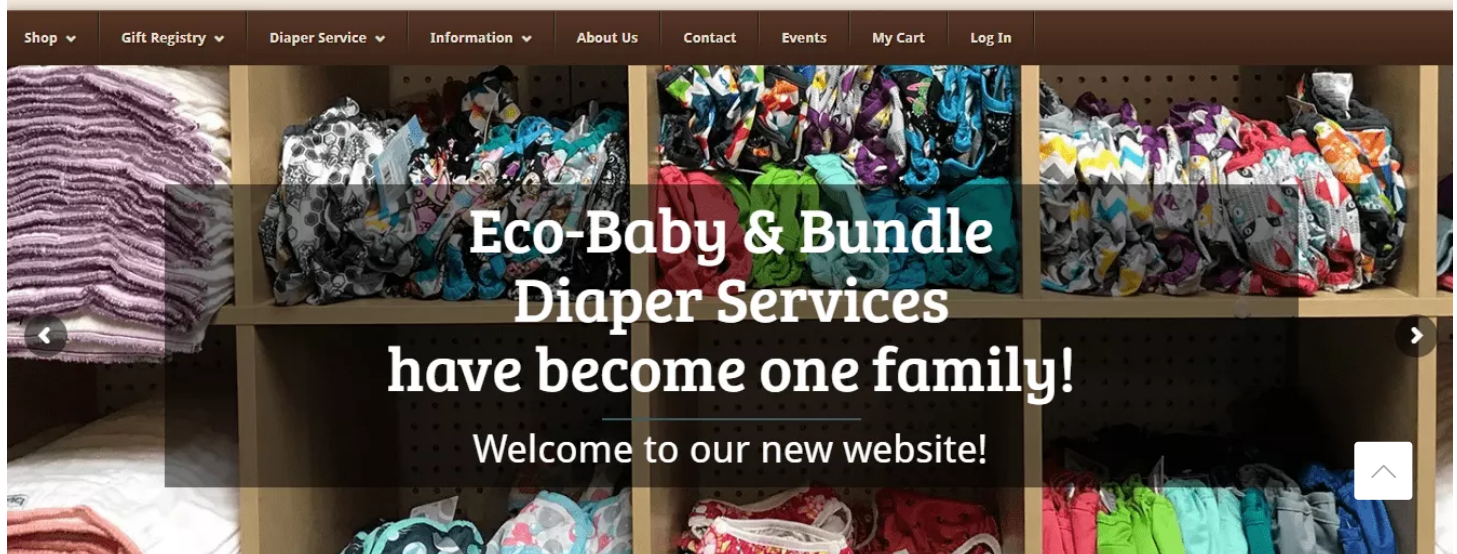 Shop
Gift Registry
Diaper Service
Information
About Us
Contact
Events
My Cart
Log In
Eco-Baby & Bundle
Diaper Services
have become one family!
Welcome to our new website!